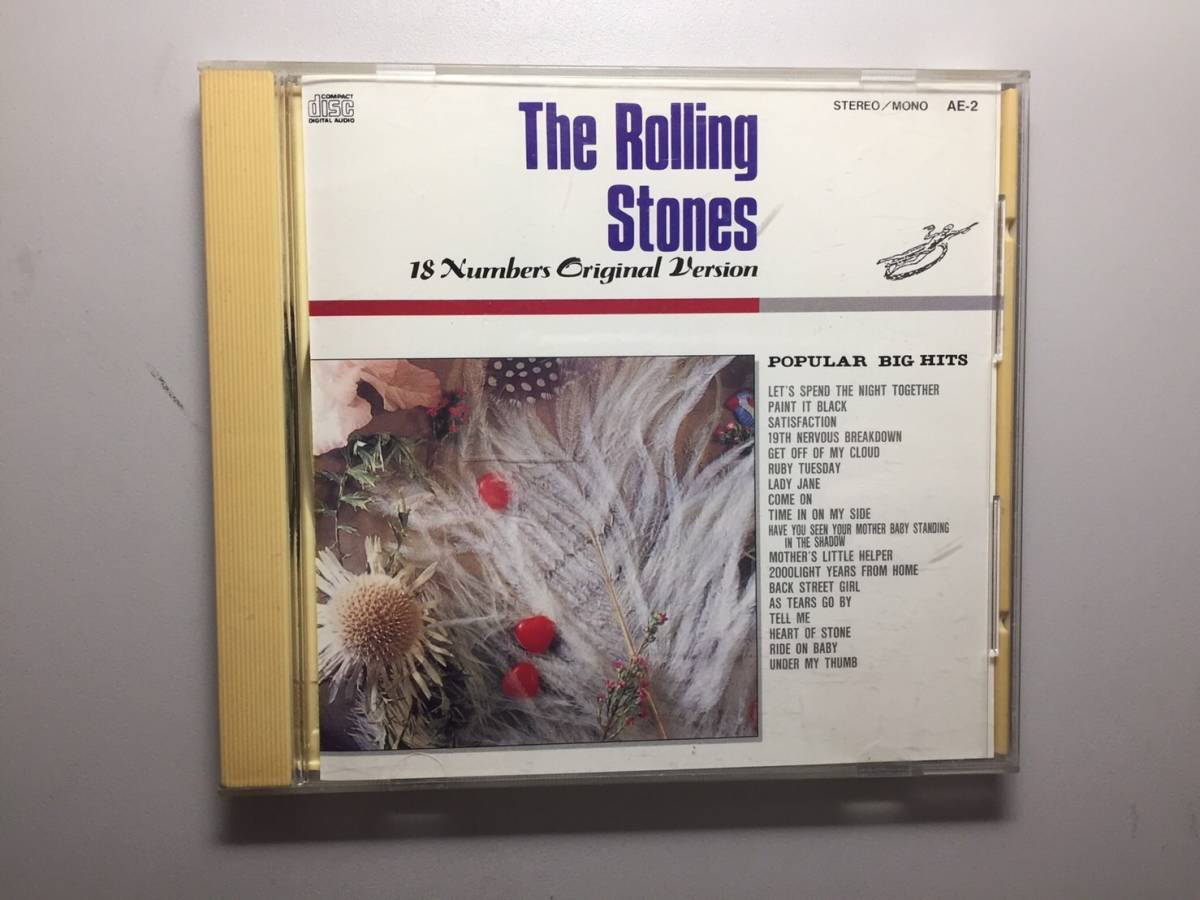 COMPACT
disc
DIGITAL AUDIO
STEREO/MONO AE-2
The Rolling
Stones
18 Numbers Original Version
POPULAR BIG HITS
LET'S SPEND THE NIGHT TOGETHER
PAINT IT BLACK
SATISFACTION
19TH NERVOUS BREAKDOWN
GET OFF OF MY CLOUD
RUBY TUESDAY
LADY JANE
COME ON
TIME IN ON MY SIDE
HAVE YOU SEEN YOUR MOTHER BABY STANDING
IN THE SHADOW
MOTHER'S LITTLE HELPER
2000LIGHT YEARS FROM HOME
BACK STREET GIRL
AS TEARS GO BY
TELL ME
HEART OF STONE
RIDE ON BABY
UNDER MY THUMB